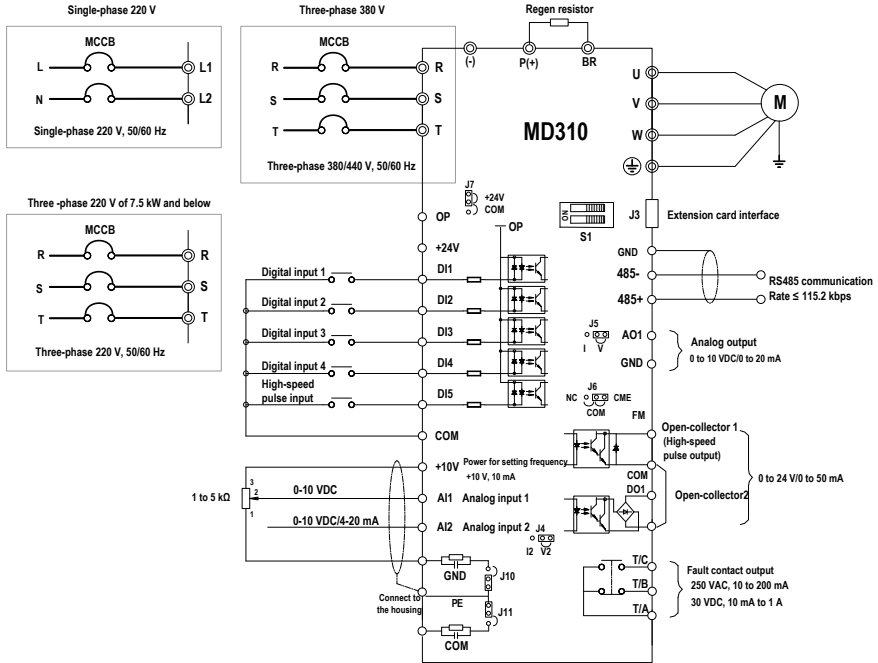 Single-phase 220 V
MCCB
L
L1
N
L2
Single-phase 220 V, 50/60 Hz
Three-phase 380 V
MCCB
R
R
S
S
T
T
Three-phase 380/440 V, 50/60 Hz
Regen resistor
(-)
P(+)
BR
MD310
U
V
W
M
Three -phase 220 V of 7.5 kW and below
MCCB
R
R
S
S
T
T
Three-phase 220 V, 50/60 Hz
J7
+24V
COM
OP
OP
+24V
ON
S1
J3
Extension card interface
Digital input 1
DI1
Digital input 2
DI2
Digital input 3
DI3
Digital input 4
DI4
High-speed
pulse input
DI5
COM
GND
485-
485+
RS485 communication
Rate ≤ 115.2 kbps
J5
I V
AO1
GND
Analog output
0 to 10 VDC/0 to 20 mA
J6
NC
CME
COM
FM
Open-collector 1
(High-speed
pulse output)
COM
DO1
Open-collector2
0 to 24 V/0 to 50 mA
+10V
Power for setting frequency
+10 V, 10 mA
1 to 5 kΩ
3
2
1
0-10 VDC
AI1
Analog input 1
0-10 VDC/4-20 mA
AI2
Analog input 2
J4
I2 V2
GND
J10
Connect to
the housing
PE
J11
COM
T/C
T/B
T/A
Fault contact output
250 VAC, 10 to 200 mA
30 VDC, 10 mA to 1 A